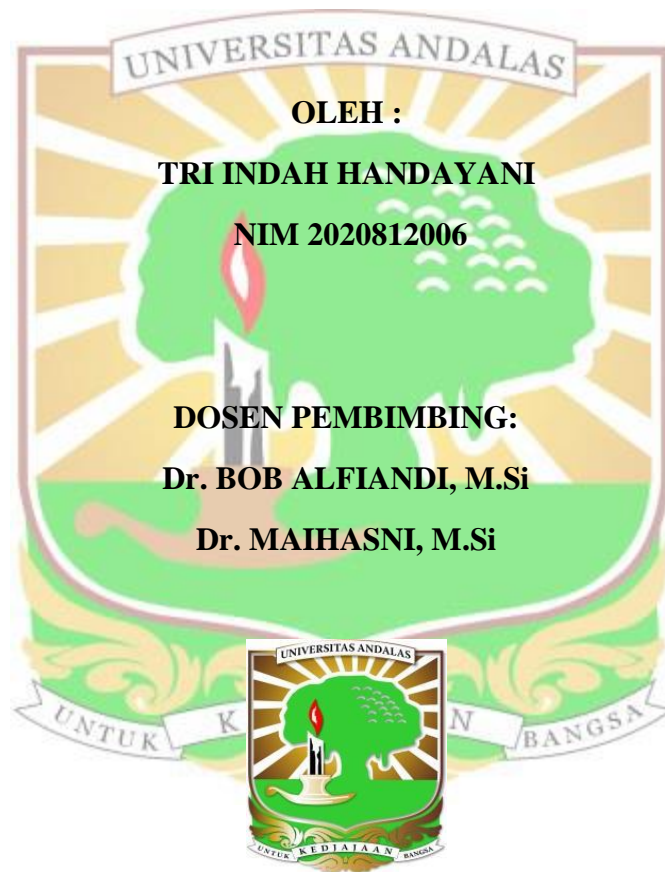 UNIVERSITAS ANDALAS
OLEH :
TRI INDAH HANDAYANI
NIM 2020812006
DOSEN PEMBIMBING:
Dr. BOB ALFIANDI, M.Si
Dr. MAIHASNI, M.Si
UNTUK K N BANGSA
UNIVERSITAS ANDALAS
UNTUK KEDJAJAAN BANGSA